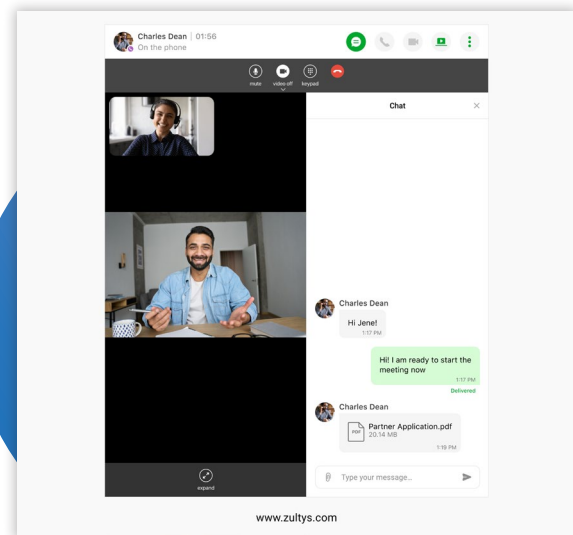 Charles Dean | 01:56
On the phone
mute
video off
keypad
Chat
Charles Dean
Hi Jene!
1:17 PM
Hi! I am ready to start the
meeting now
1:17 PM
Delivered
Charles Dean
PDF
Partner Application.pdf
20.14 MB
1:19 PM
expand
Type your message..
www.zultys.com